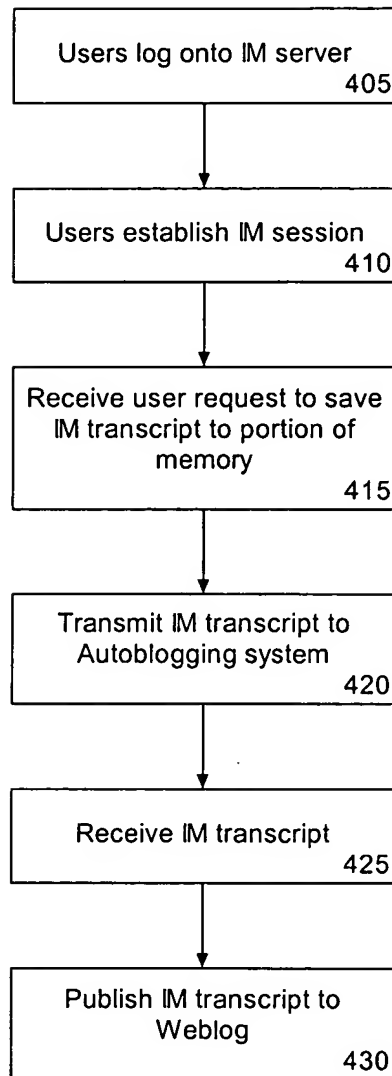 Users log onto IM server
405
Users establish IM session
410
Receive user request to save
IM transcript to portion of
memory
415
Transmit IM transcript to
Autoblogging system
420
Receive IM transcript
425
Publish IM transcript to
Weblog
430